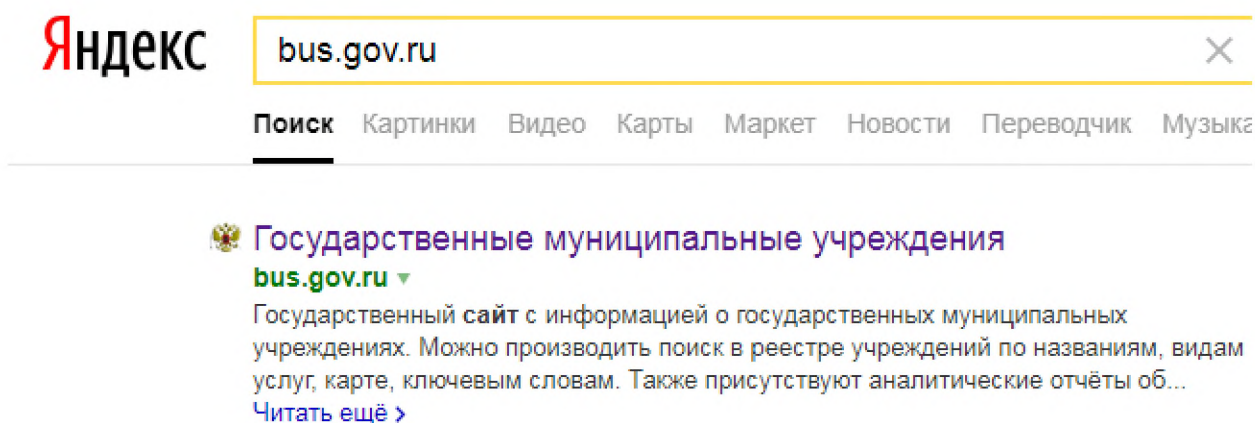 Яндекс bus.gov.ru
Поиск Картинки Видео Карты Маркет Новости Переводчик Музыка
Государственные муниципальные учреждения
bus.gov.ru
Государственный сайт с информацией о государственных муниципальных
учреждениях. Можно производить поиск в реестре учреждений по названиям, видам
услуг, карте, ключевым словам. Также присутствуют аналитические отчёты об...
Читать ещё >